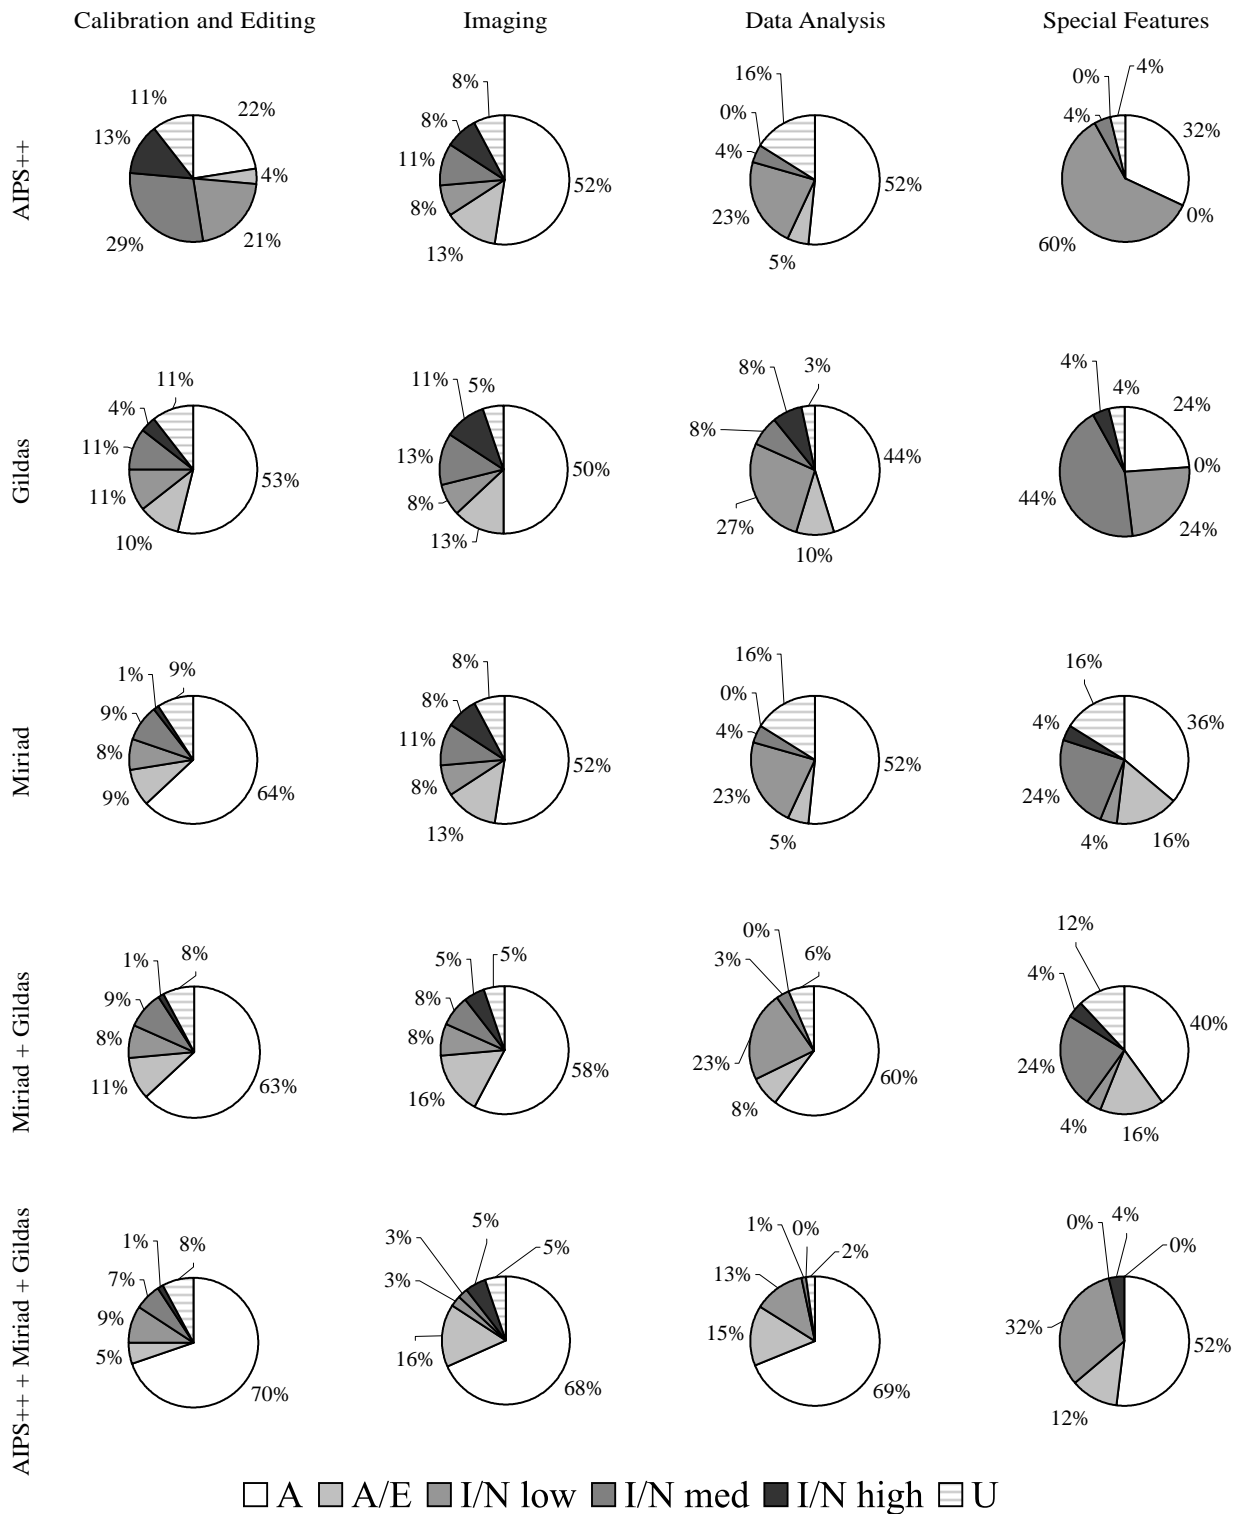 Calibration and Editing Imaging Data Analysis Special Features
AIPS++
11% 22% 4% 21% 29% 13%
8% 52% 13% 8% 11% 8%
16% 52% 5% 23% 4% 0%
4% 32% 0% 60% 4% 0%
Gildas
11% 53% 10% 11% 11% 4%
5% 50% 13% 8% 13% 11%
3% 44% 10% 27% 8% 8%
4% 24% 0% 24% 44% 4%
Miriad
9% 64% 9% 8% 9% 1%
8% 52% 13% 8% 11% 8%
16% 52% 5% 23% 4% 0%
16% 36% 16% 4% 24% 4%
Miriad + Gildas
8% 63% 11% 8% 9% 1%
5% 58% 16% 8% 8% 5%
6% 60% 8% 23% 3% 0%
12% 40% 16% 4% 24% 4%
AIPS++ + Miriad + Gildas
8% 70% 5% 9% 7% 1%
5% 68% 16% 3% 3% 5%
2% 69% 15% 13% 1% 0%
0% 52% 12% 32% 0% 4%
A A/E I/N low I/N med I/N high U